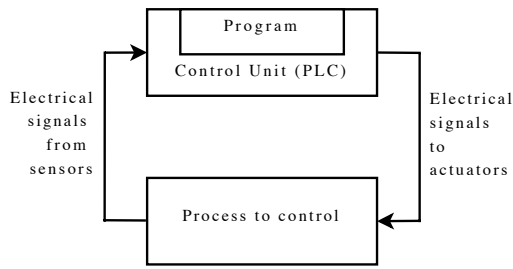 Program
Control Unit (PLC)
Electrical
signals
from
sensors
Electrical
signals
to
actuators
Process to control